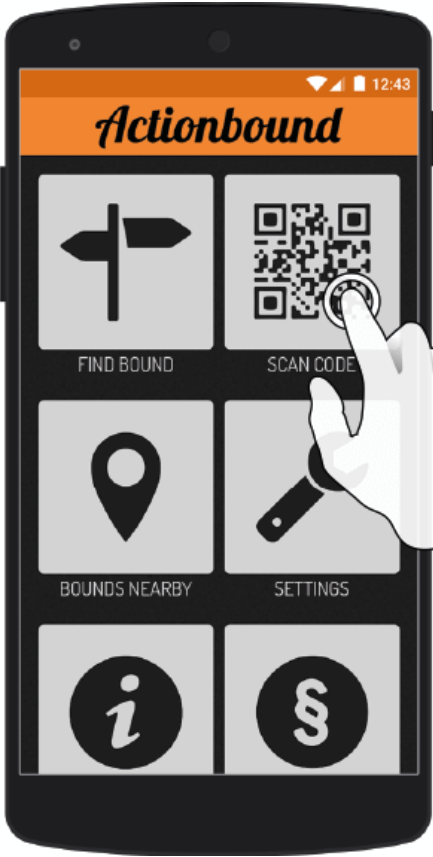 12:43
Actionbound
FIND BOUND
SCAN CODE
BOUNDS NEARBY
SETTINGS
i
§